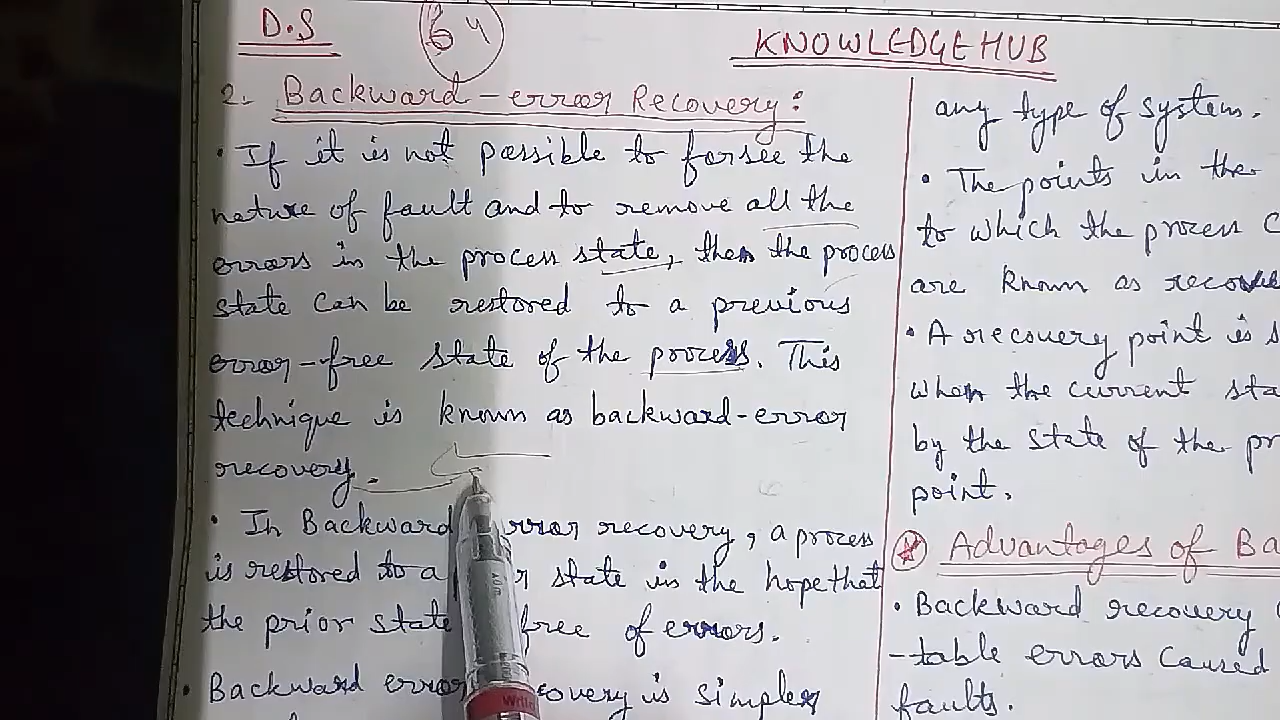 D.S
64
KNOWLEDGE HUB
2. Backward-error Recovery:
• If it is not possible to forsee the
nature of fault and to remove all the
errors in the process state, then the process
state can be restored to a previous
error-free state of the process. This
technique is known as backward-error
recovery.
• In Backward error recovery, a process
is restored to a state in the hope that
the prior state free of errors.
• Backward error is simpler
any type of system.
• The points in the
to which the process
are known as
• A recovery point is
when the current
by the state of the
point.
Advantages of
• Backward recovery
-table errors caused
faults.